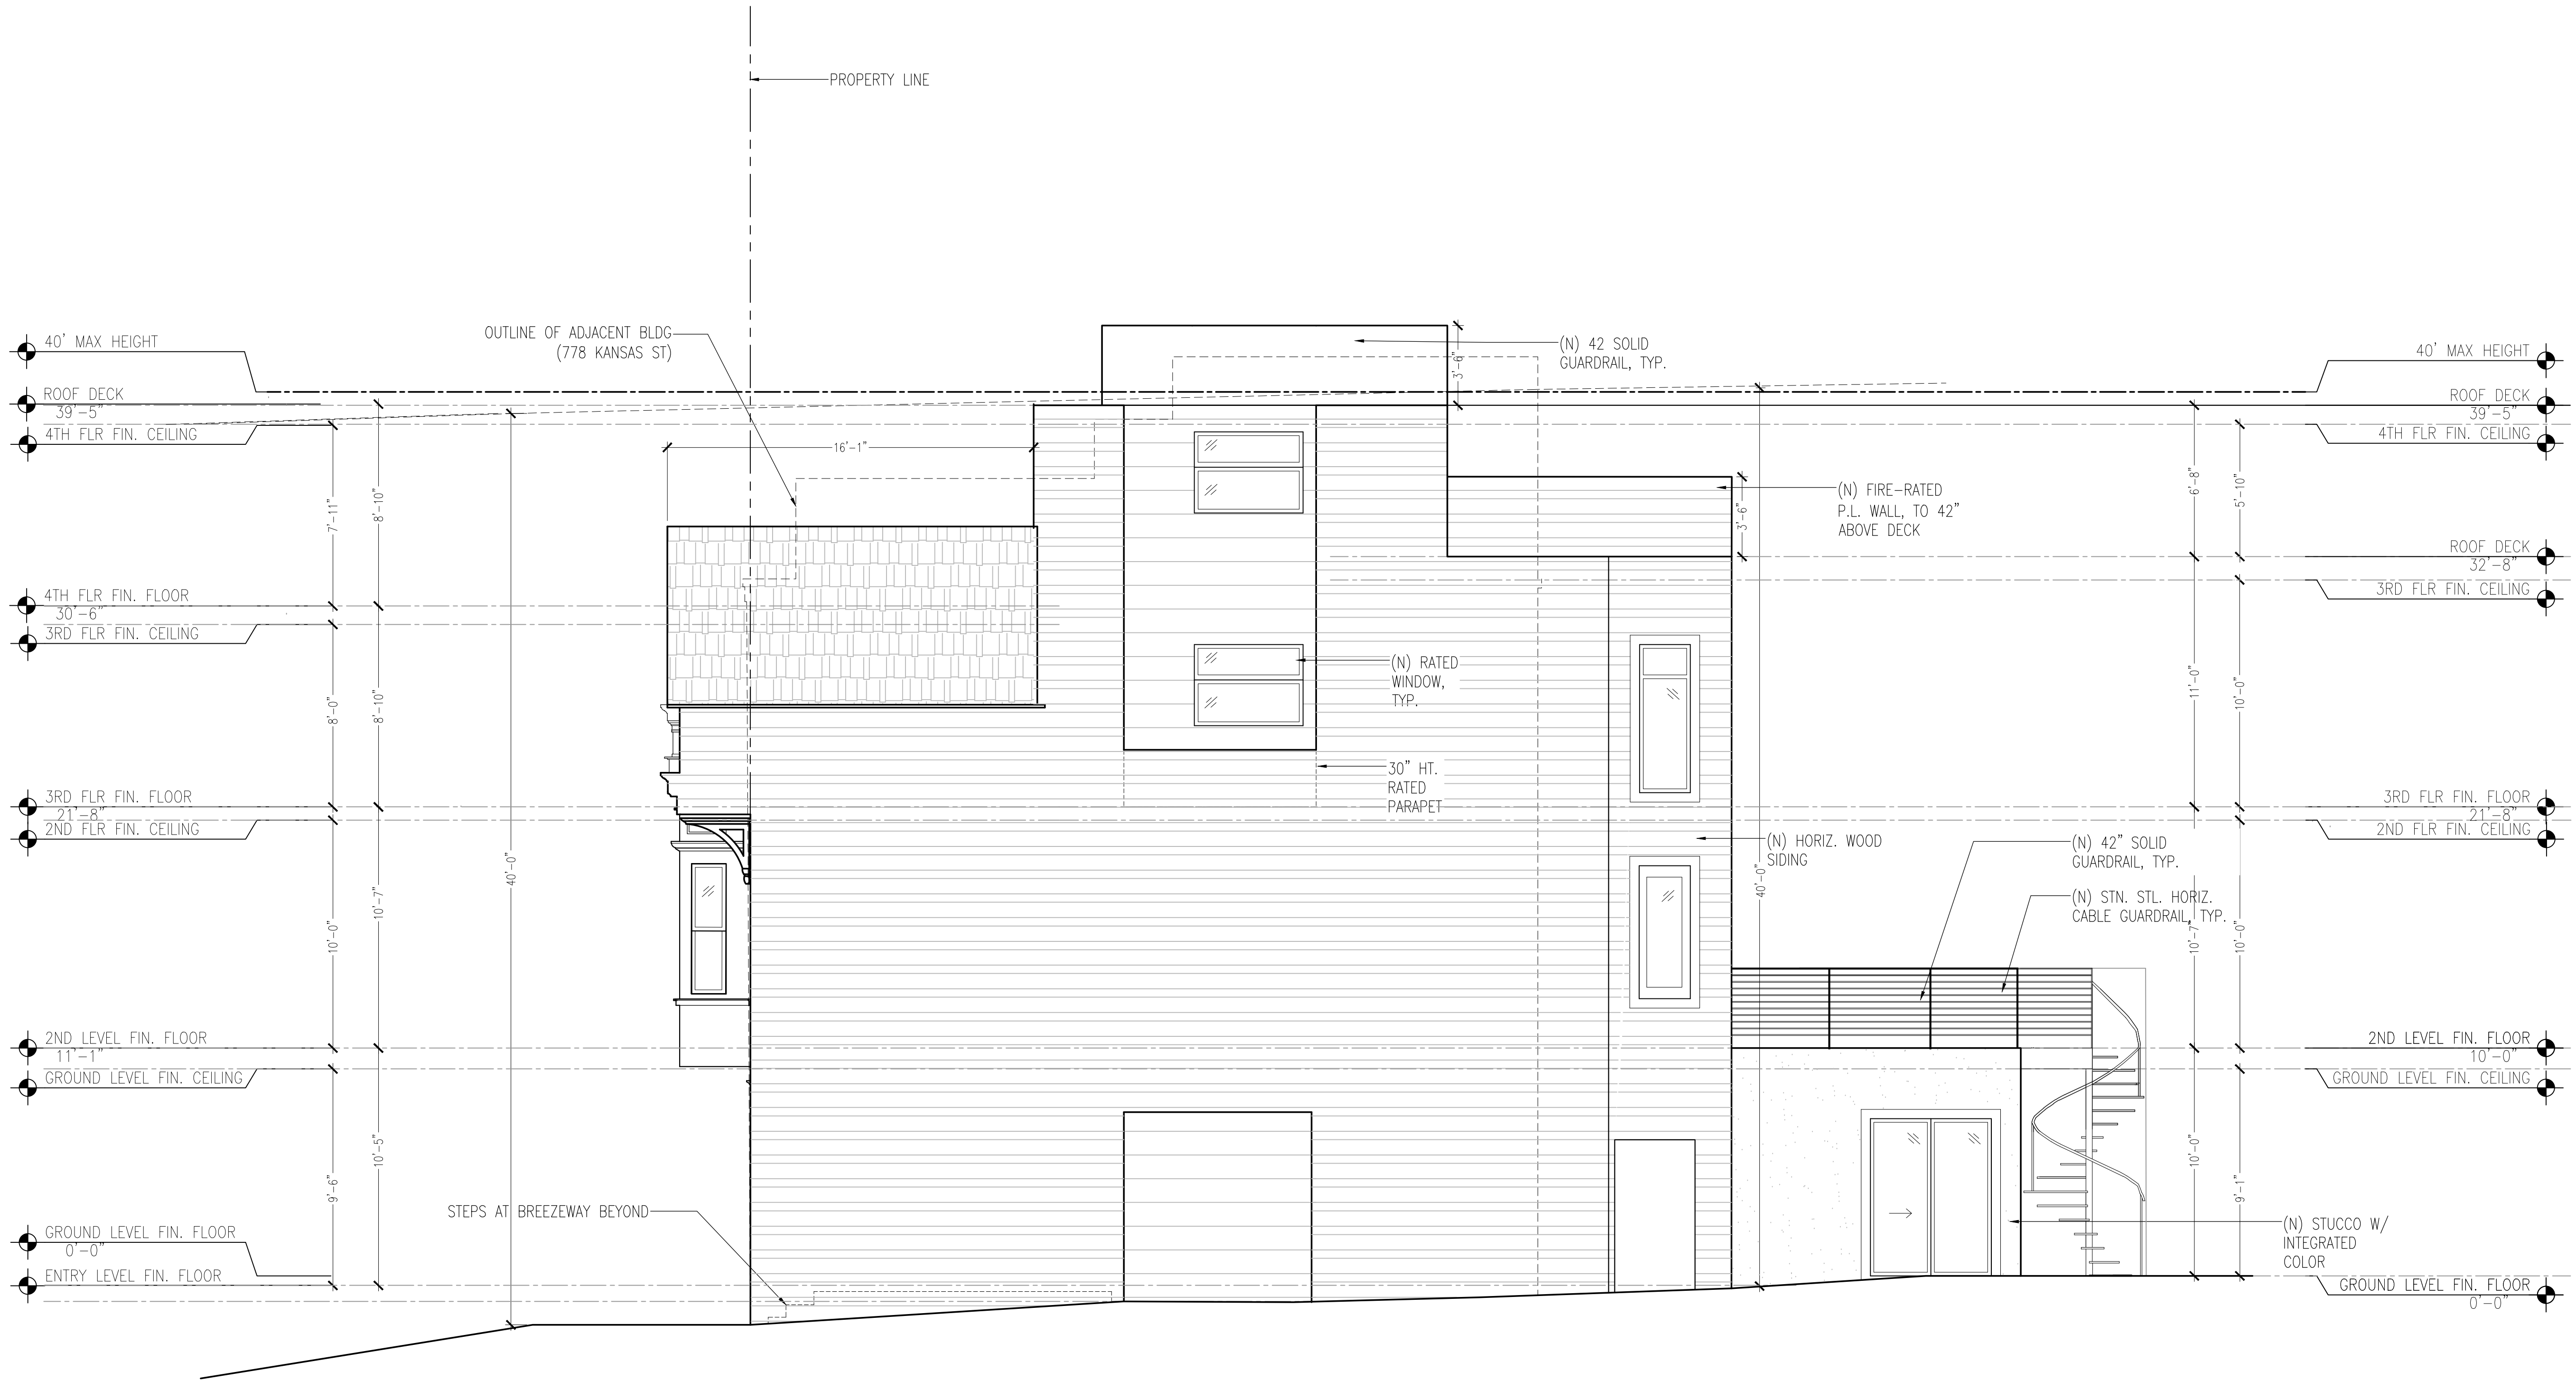 PROPERTY LINE
OUTLINE OF ADJACENT BLDG
(778 KANSAS ST)
(N) 42 SOLID
GUARDRAIL, TYP.
3'-6"
40' MAX HEIGHT
ROOF DECK
39'-5"
4TH FLR FIN. CEILING
4TH FLR FIN. FLOOR
30'-6"
3RD FLR FIN. CEILING
3RD FLR FIN. FLOOR
21'-8"
2ND FLR FIN. CEILING
2ND LEVEL FIN. FLOOR
11'-1"
GROUND LEVEL FIN. CEILING
GROUND LEVEL FIN. FLOOR
0'-0"
ENTRY LEVEL FIN. FLOOR
7'-11"
8'-0"
10'-0"
9'-6"
8'-10"
8'-10"
10'-7"
10'-5"
40'-0"
16'-1"
(N) RATED
WINDOW,
TYP.
30" HT.
RATED
PARAPET
STEPS AT BREEZEWAY BEYOND
(N) FIRE-RATED
P.L. WALL, TO 42"
ABOVE DECK
3'-6"
(N) HORIZ. WOOD
SIDING
40'-0"
(N) 42" SOLID
GUARDRAIL, TYP.
(N) STN. STL. HORIZ.
CABLE GUARDRAIL, TYP.
(N) STUCCO W/
INTEGRATED
COLOR
6'-8"
11'-0"
10'-7"
10'-0"
5'-10"
10'-0"
10'-0"
9'-1"
40' MAX HEIGHT
ROOF DECK
39'-5"
4TH FLR FIN. CEILING
ROOF DECK
32'-8"
3RD FLR FIN. CEILING
3RD FLR FIN. FLOOR
21'-8"
2ND FLR FIN. CEILING
2ND LEVEL FIN. FLOOR
10'-0"
GROUND LEVEL FIN. CEILING
GROUND LEVEL FIN. FLOOR
0'-0"